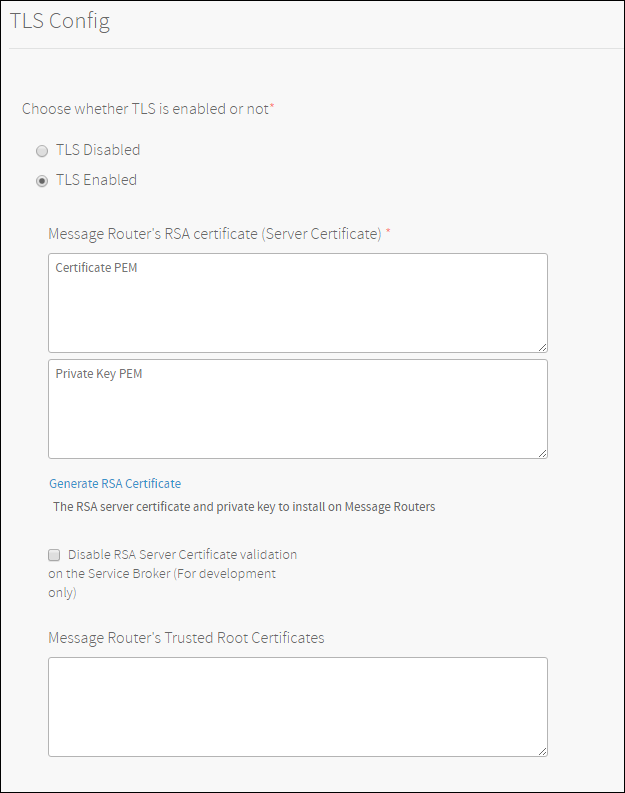 TLS Config
Choose whether TLS is enabled or not*
TLS Disabled
TLS Enabled
Message Router's RSA certificate (Server Certificate) *
Certificate PEM
Private Key PEM
Generate RSA Certificate
The RSA server certificate and private key to install on Message Routers
Disable RSA Server Certificate validation
on the Service Broker (For development
only)
Message Router's Trusted Root Certificates